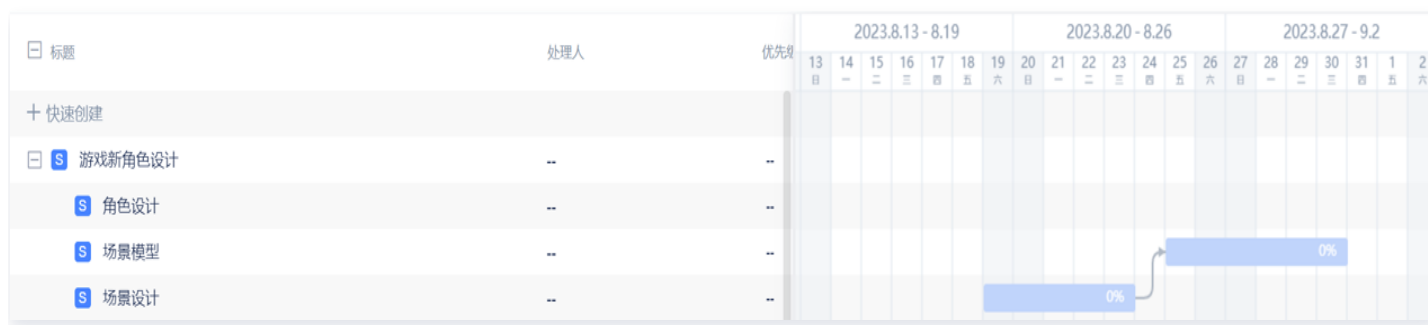 2023.8.13 - 8.19 2023.8.20 - 8.26 2023.8.27 - 9.2
标题 处理人 优先级
13 14 15 16 17 18 19 20 21 22 23 24 25 26 27 28 29 30 31 1 2
日 一 二 三 四 五 六 日 一 二 三 四 五 六 日 一 二 三 四 五 六
快速创建
S 游戏新角色设计 -- --
S 角色设计 -- --
S 场景模型 -- -- 0%
S 场景设计 -- -- 0%